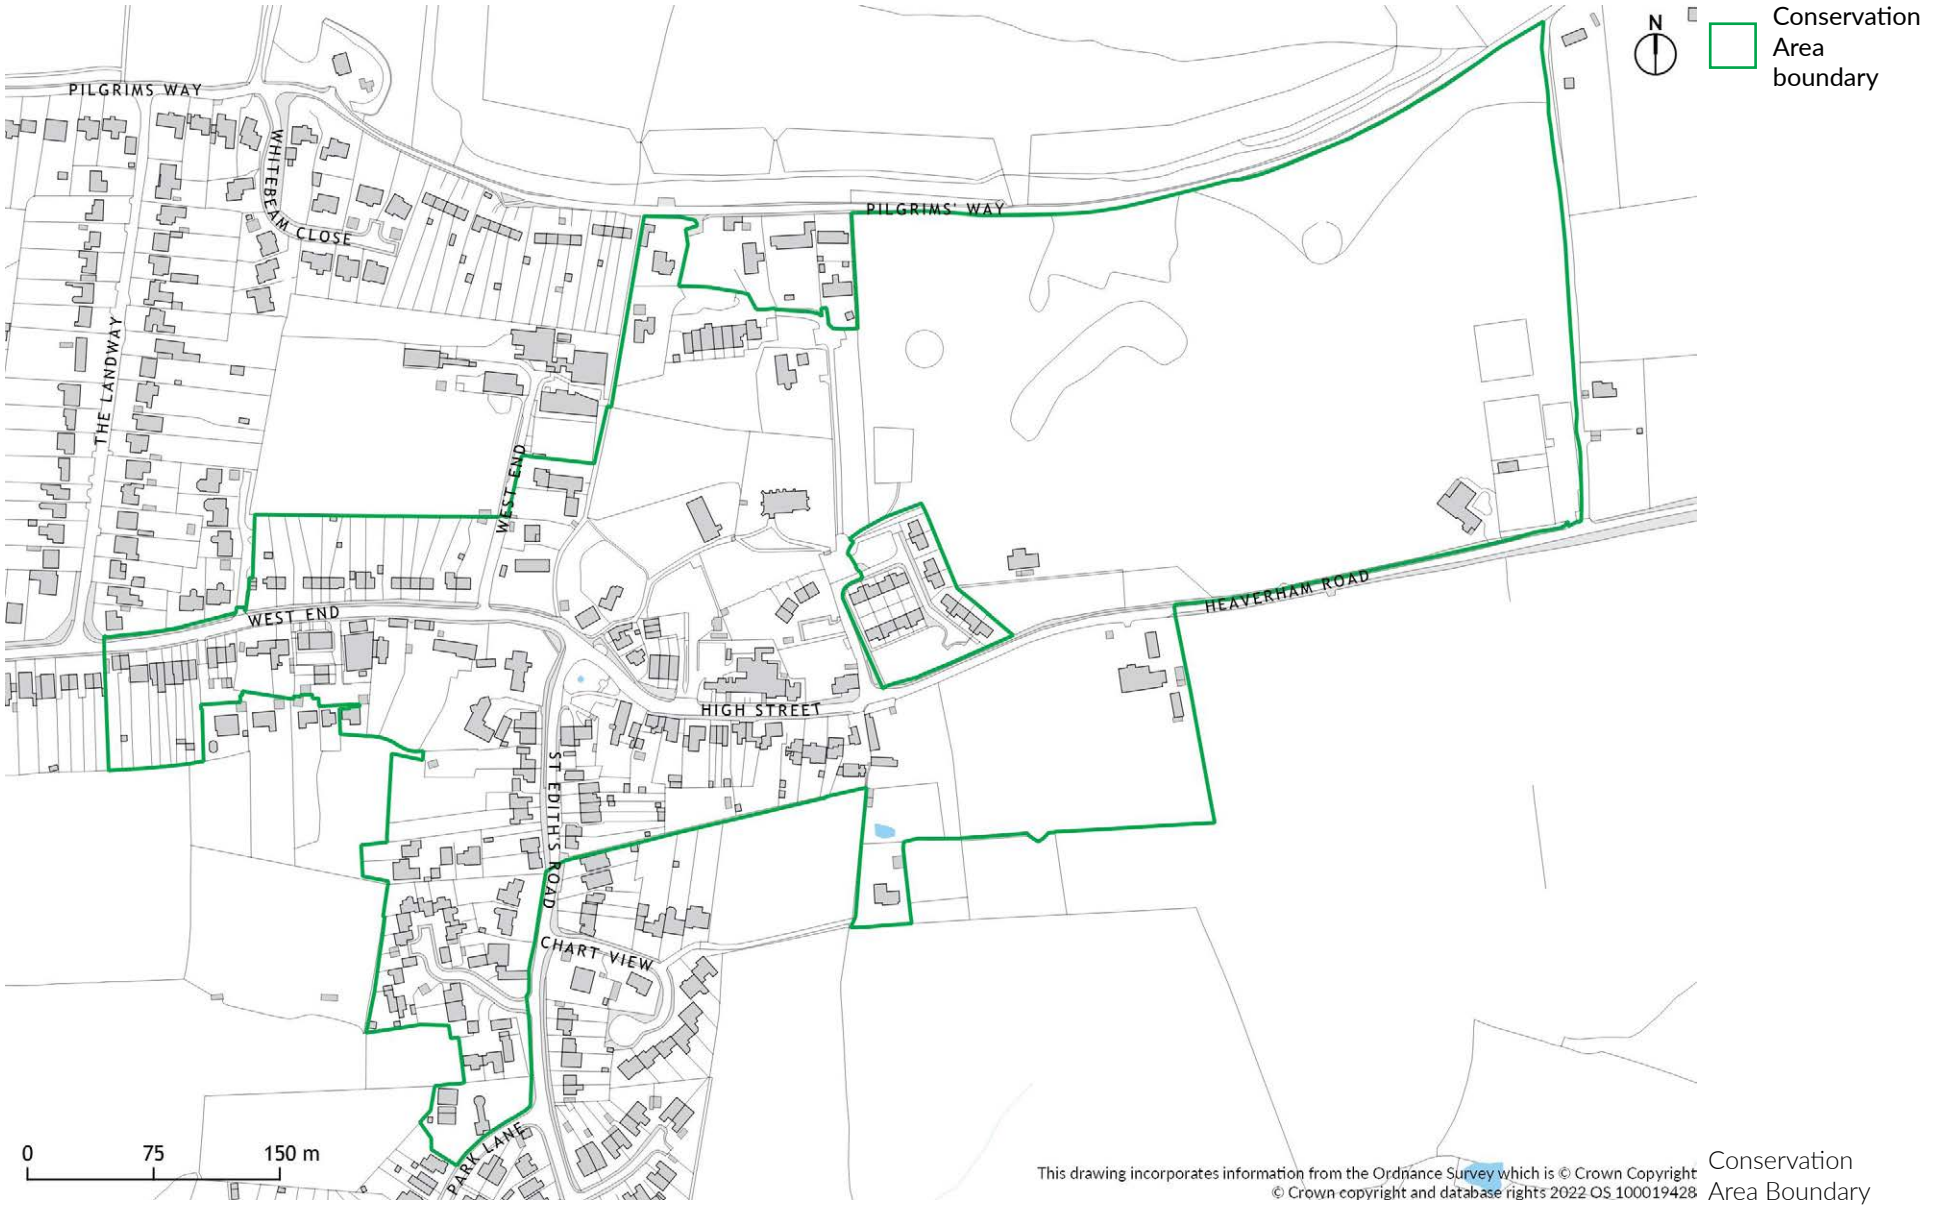 Conservation
Area
boundary
N
PILGRIMS WAY
WHITEBEAM CLOSE
PILGRIMS' WAY
THE LANDWAY
WEST END
WEST END
HEAVERHAM ROAD
HIGH STREET
ST EDITH'S ROAD
CHART VIEW
PARK LANE
0 75 150 m
This drawing incorporates information from the Ordnance Survey which is © Crown Copyright
© Crown copyright and database rights 2022 OS 100019428
Conservation
Area Boundary